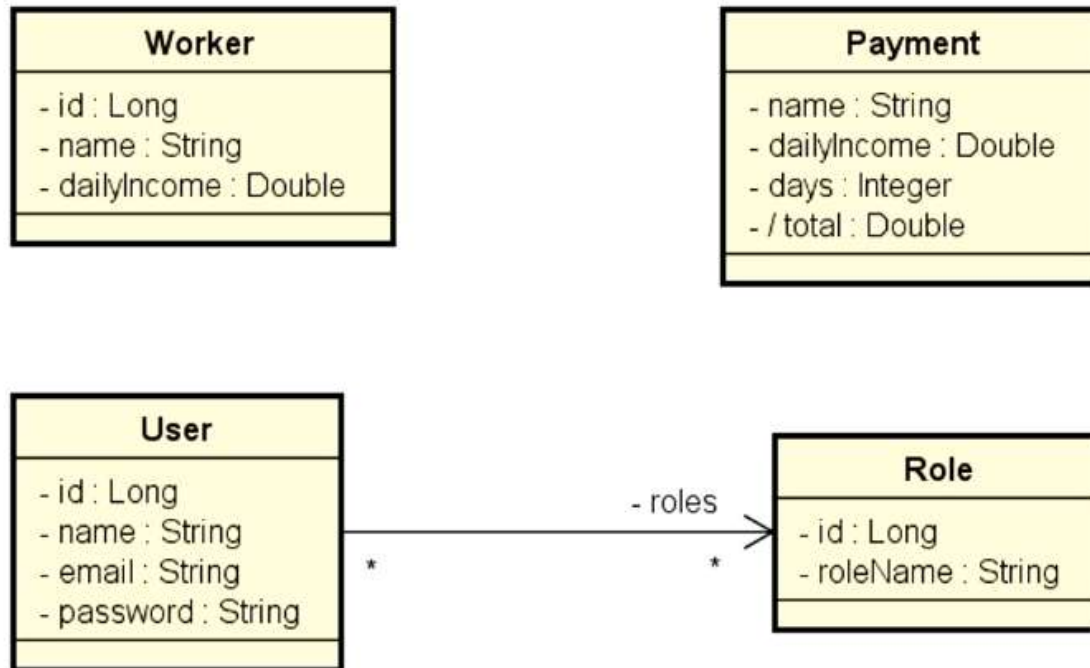 Worker
- id : Long
- name : String
- dailyIncome : Double
Payment
- name : String
- dailyIncome : Double
- days : Integer
- / total : Double
User
- id : Long
- name : String
- email : String
- password : String
- roles
*
*
Role
- id : Long
- roleName : String